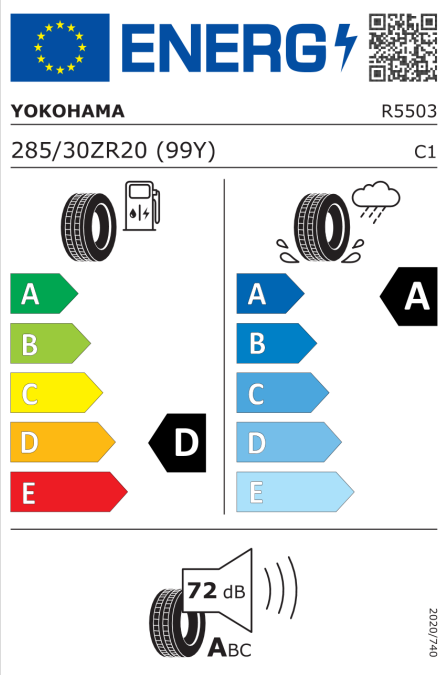 ENERG
YOKOHAMA R5503
285/30ZR20 (99Y) C1
A
B
C
D
E
D
A
B
C
D
E
A
72 dB
ABC
2020/740